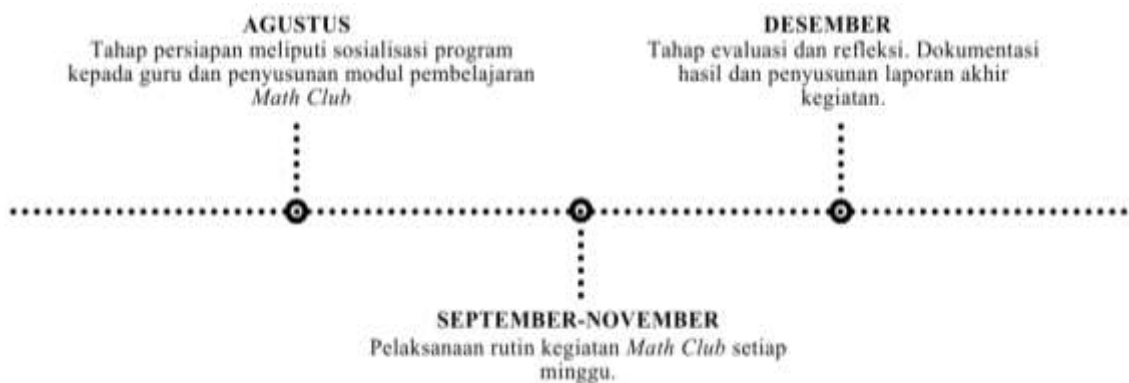 AGUSTUS
Tahap persiapan meliputi sosialisasi program
kepada guru dan penyusunan modul pembelajaran
Math Club
DESEMBER
Tahap evaluasi dan refleksi. Dokumentasi
hasil dan penyusunan laporan akhir
kegiatan.
SEPTEMBER-NOVEMBER
Pelaksanaan rutin kegiatan Math Club setiap
minggu.